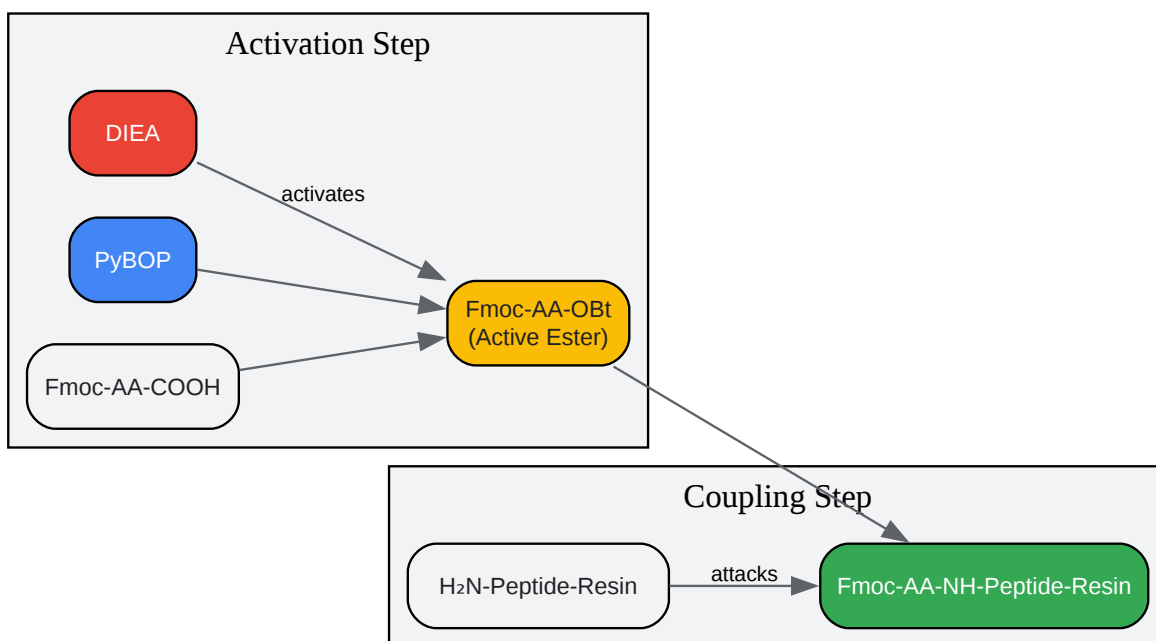 Activation Step
DIEA
activates
PyBOP
Fmoc-AA-OBt
(Active Ester)
Fmoc-AA-COOH
Coupling Step
H₂N-Peptide-Resin
attacks
Fmoc-AA-NH-Peptide-Resin